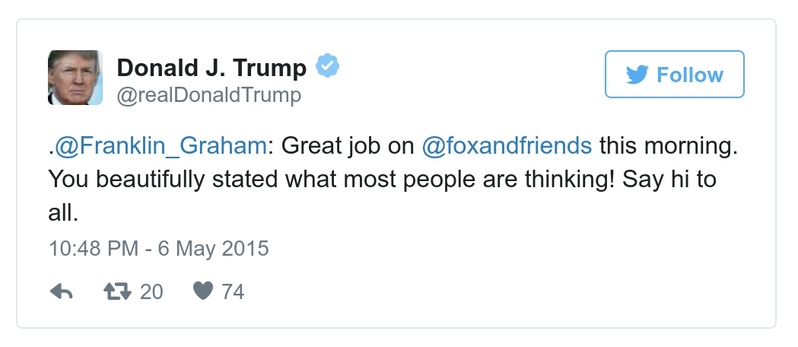 Donald J. Trump
@realDonaldTrump
Follow
.@Franklin_Graham: Great job on @foxandfriends this morning.
You beautifully stated what most people are thinking! Say hi to
all.
10:48 PM - 6 May 2015
20 74